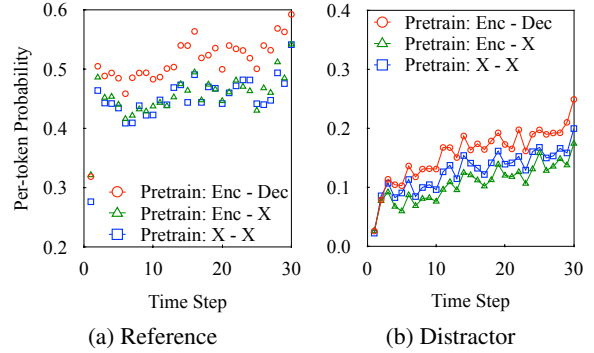 Per-token Probability
0.6
0.5
0.4
0.3
0.2
Pretrain: Enc - Dec
Pretrain: Enc - X
Pretrain: X - X
0 10 20 30
Time Step
(a) Reference
0.4
0.3
0.2
0.1
0.0
Pretrain: Enc - Dec
Pretrain: Enc - X
Pretrain: X - X
0 10 20 30
Time Step
(b) Distractor